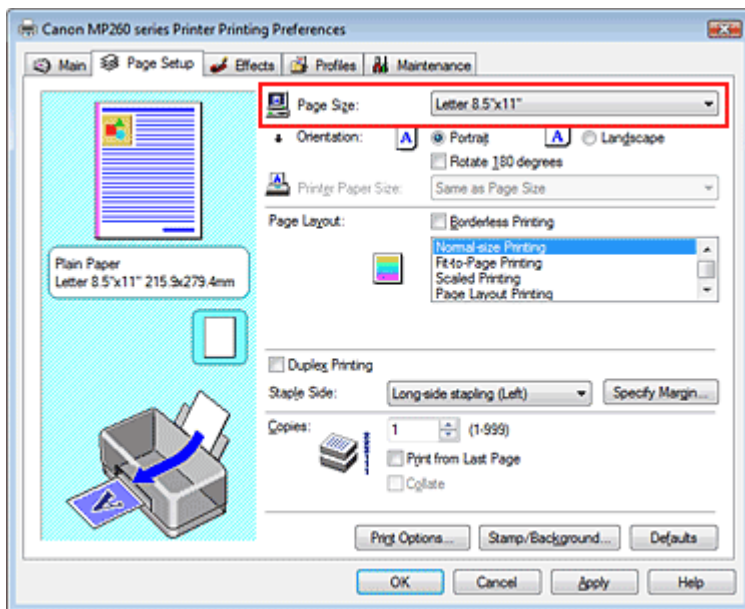 Canon MP260 series Printer Printing Preferences
Main Page Setup Effects Profiles Maintenance
Page Size: Letter 8.5"x11"
Orientation: A Portrait A Landscape
Rotate 180 degrees
Printer Paper Size: Same as Page Size
Page Layout: Borderless Printing
Normal-size Printing
Fit-to-Page Printing
Scaled Printing
Page Layout Printing
Plain Paper
Letter 8.5"x11" 215.9x279.4mm
Duplex Printing
Staple Side: Long-side stapling (Left) Specify Margin...
Copies: 1 (1-999)
Print from Last Page
Collate
Print Options... Stamp/Background... Defaults
OK Cancel Apply Help